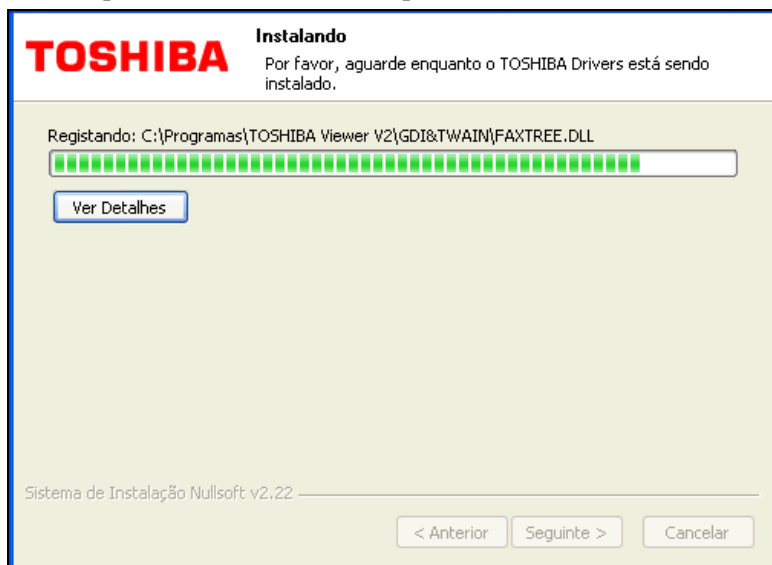 TOSHIBA
Instalando
Por favor, aguarde enquanto o TOSHIBA Drivers está sendo
instalado.
Registando: C:\Programas\TOSHIBA Viewer V2\GDI&TWAIN\FAXTREE.DLL
Ver Detalhes
Sistema de Instalação Nullsoft v2.22
< Anterior Seguinte > Cancelar